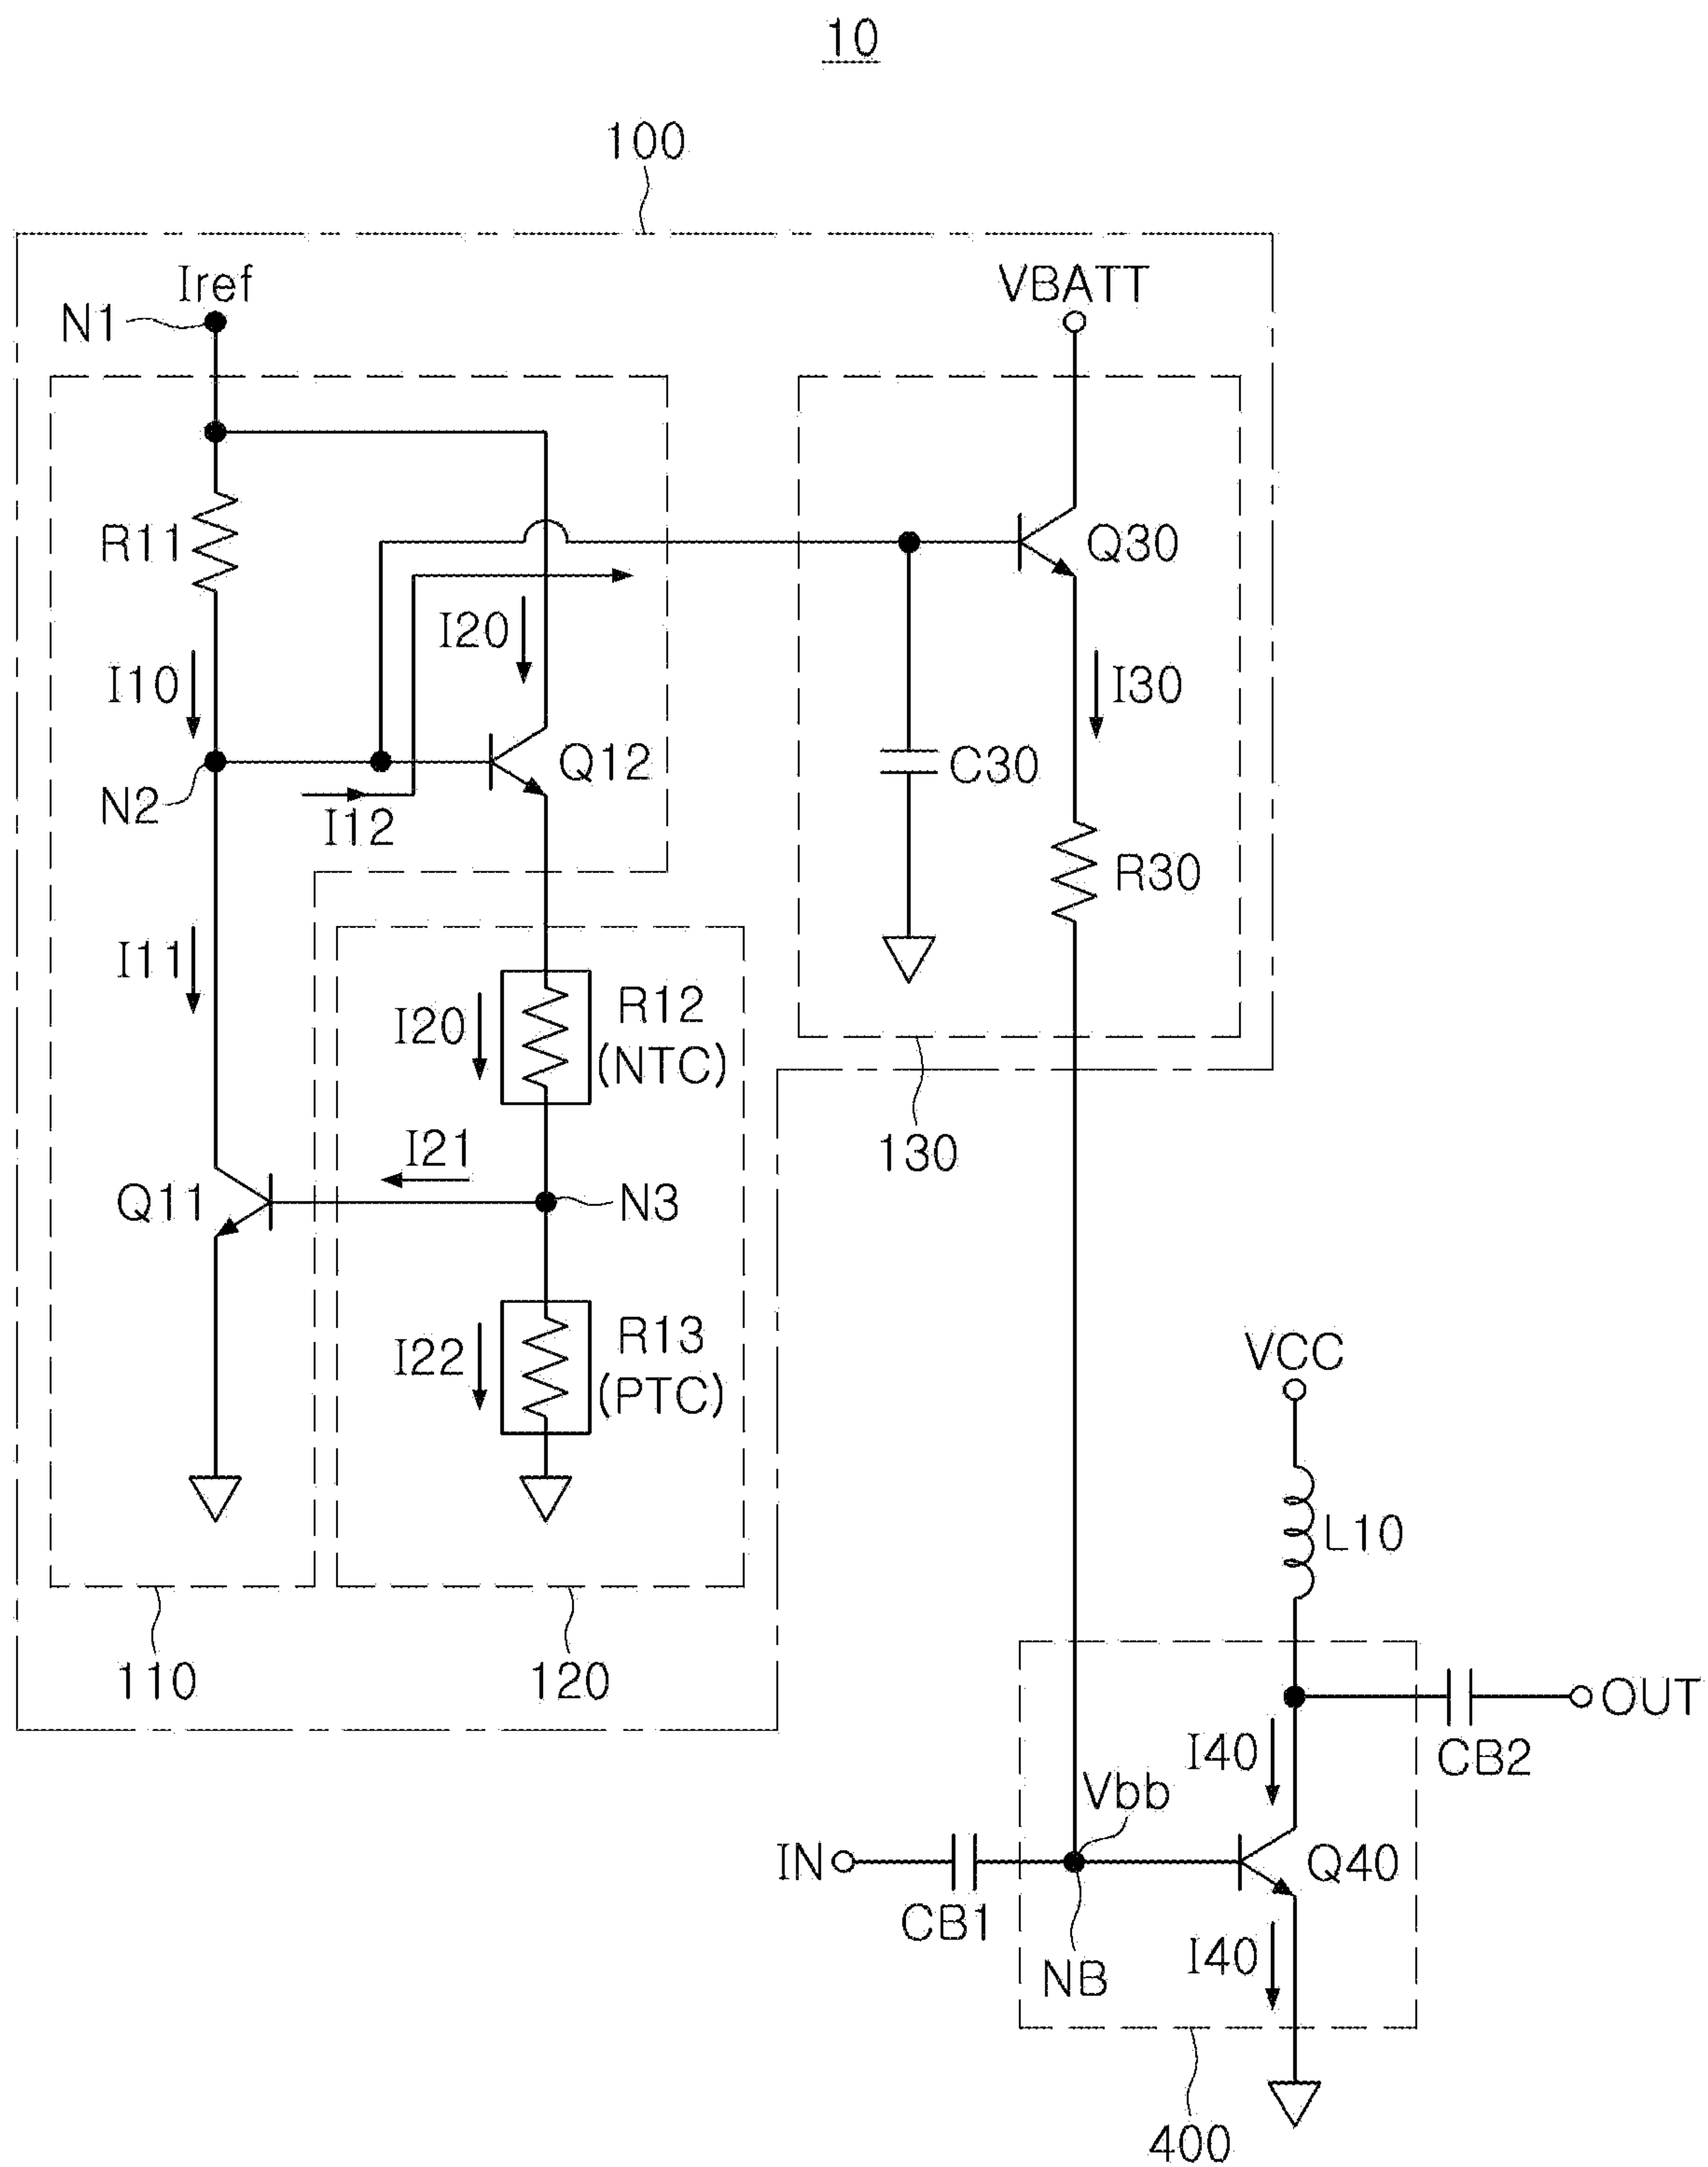 10
100
Iref
VBATT
N1
R11
Q30
I20
I10
I30
Q12
C30
N2
I12
R30
I11
R12
I20
(NTC)
I21
130
Q11
N3
R13
I22
(PTC)
VCC
L10
110
120
OUT
I40
CB2
Vbb
IN
Q40
CB1
I40
NB
400